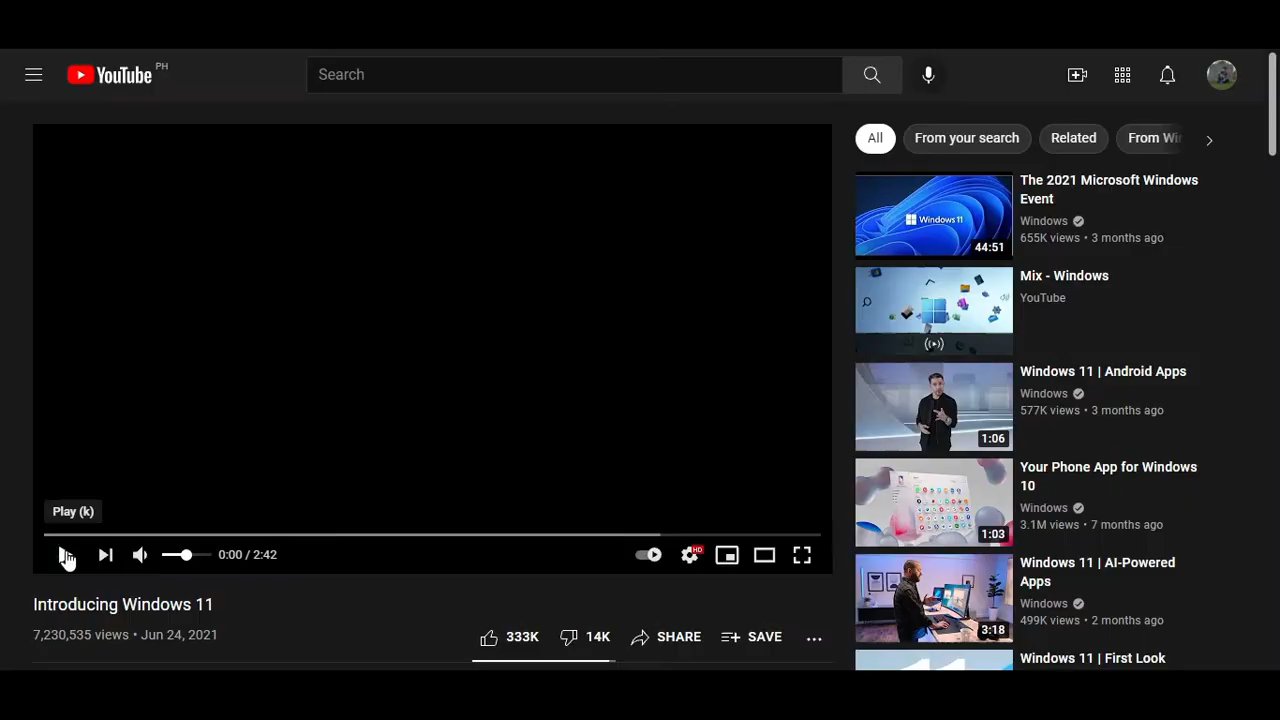 YouTube PH
Search
All
From your search
Related
From Wi
The 2021 Microsoft Windows
Event
Windows
655K views • 3 months ago
Windows 11
44:51
Mix - Windows
YouTube
Windows 11 | Android Apps
Windows
577K views • 3 months ago
1:06
Your Phone App for Windows
10
Windows
3.1M views • 7 months ago
1:03
Windows 11 | AI-Powered
Apps
Windows
499K views • 2 months ago
3:18
Windows 11 | First Look
Play (k)
0:00 / 2:42
HD
Introducing Windows 11
7,230,535 views • Jun 24, 2021
333K
14K
SHARE
SAVE